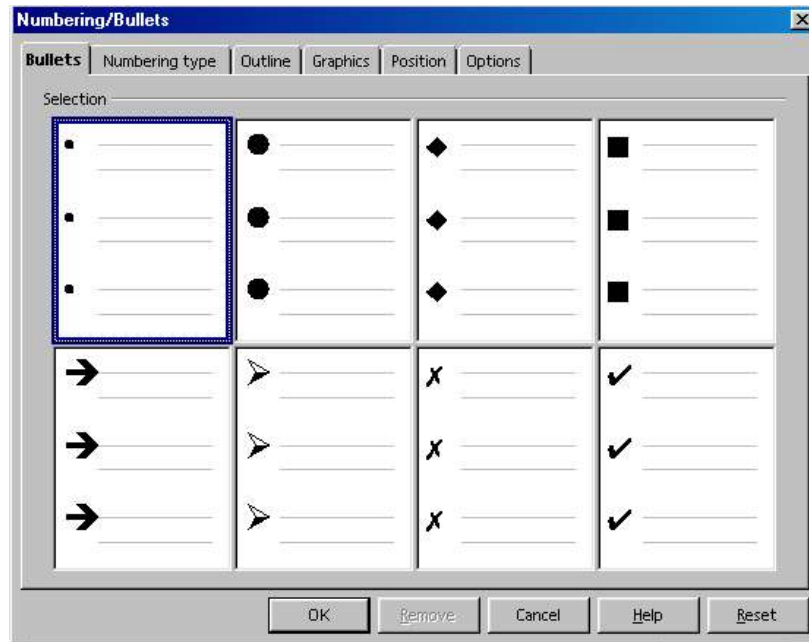 Numbering/Bullets
Bullets Numbering type Outline Graphics Position Options
Selection
OK Remove Cancel Help Reset